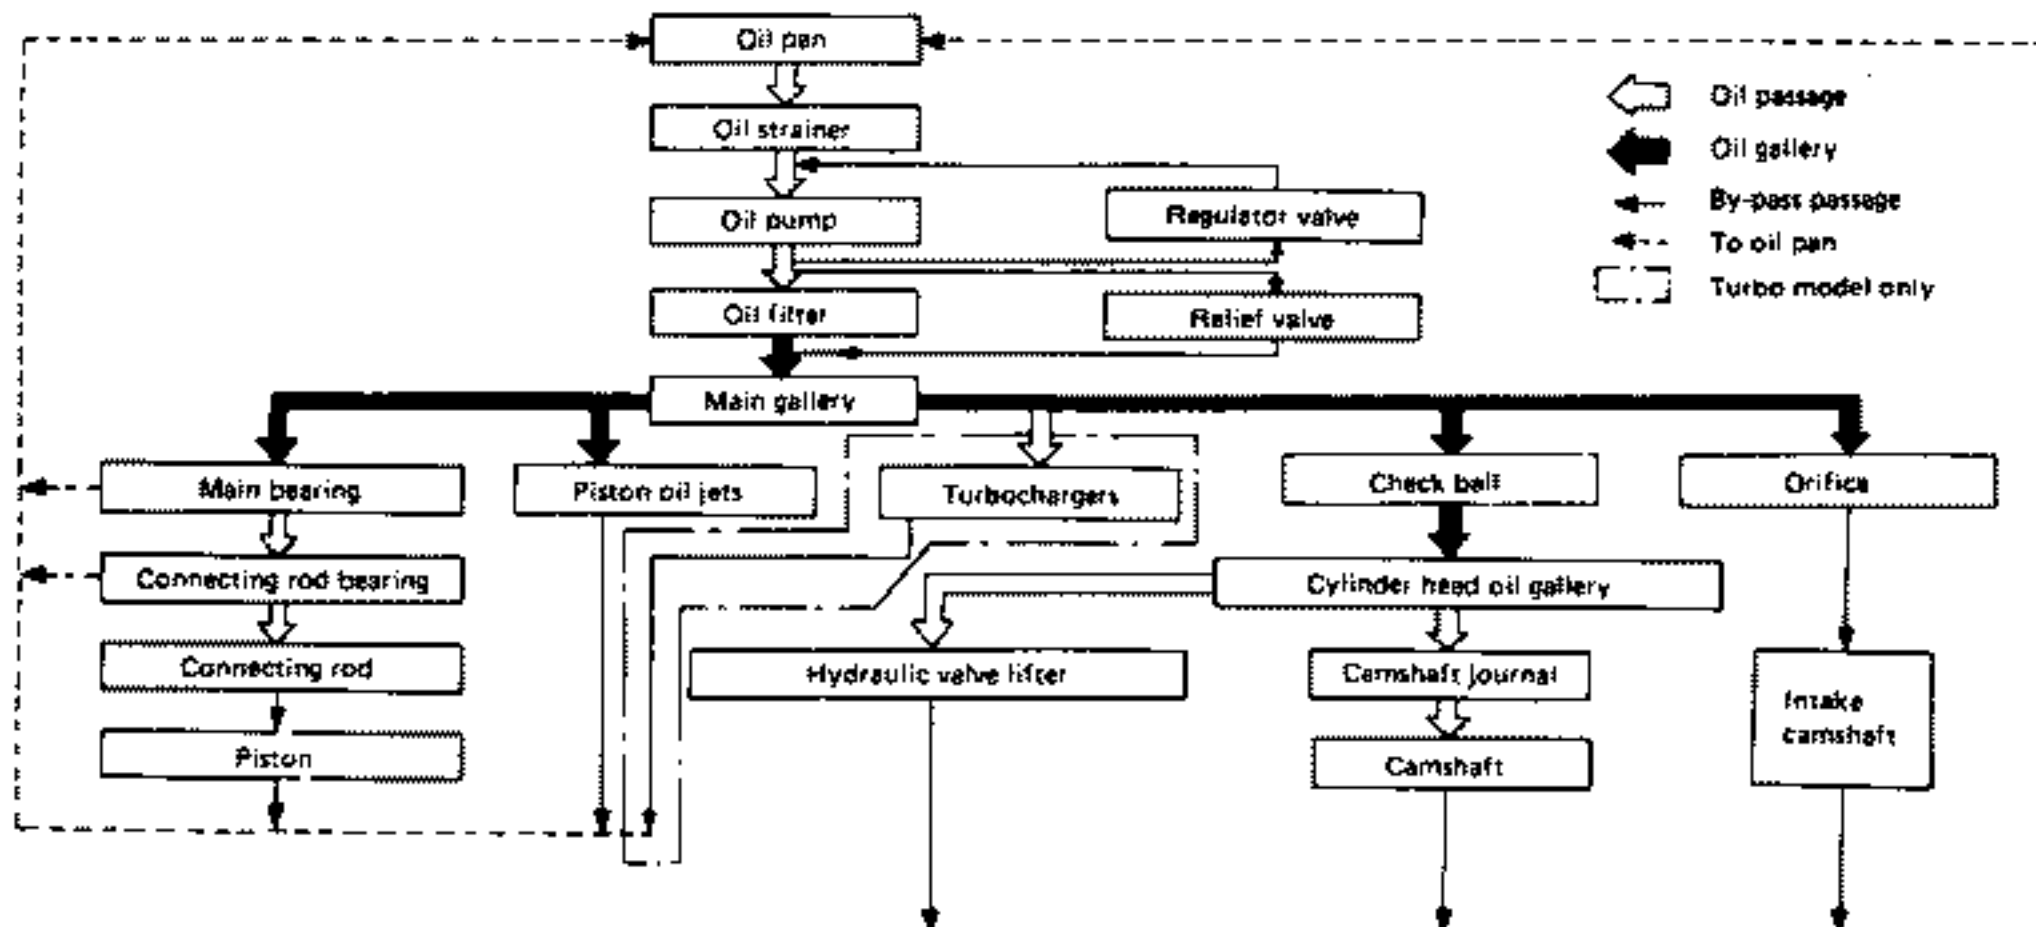 Oil pan
Oil passage
Oil strainer
Oil gallery
By-pass passage
Oil pump
Regulator valve
To oil pan
Turbo model only
Oil filter
Relief valve
Main gallery
Main bearing
Piston oil jets
Turbochargers
Check ball
Orifice
Connecting rod bearing
Cylinder head oil gallery
Connecting rod
Hydraulic valve lifter
Camshaft journal
Intake
camshaft
Piston
Camshaft